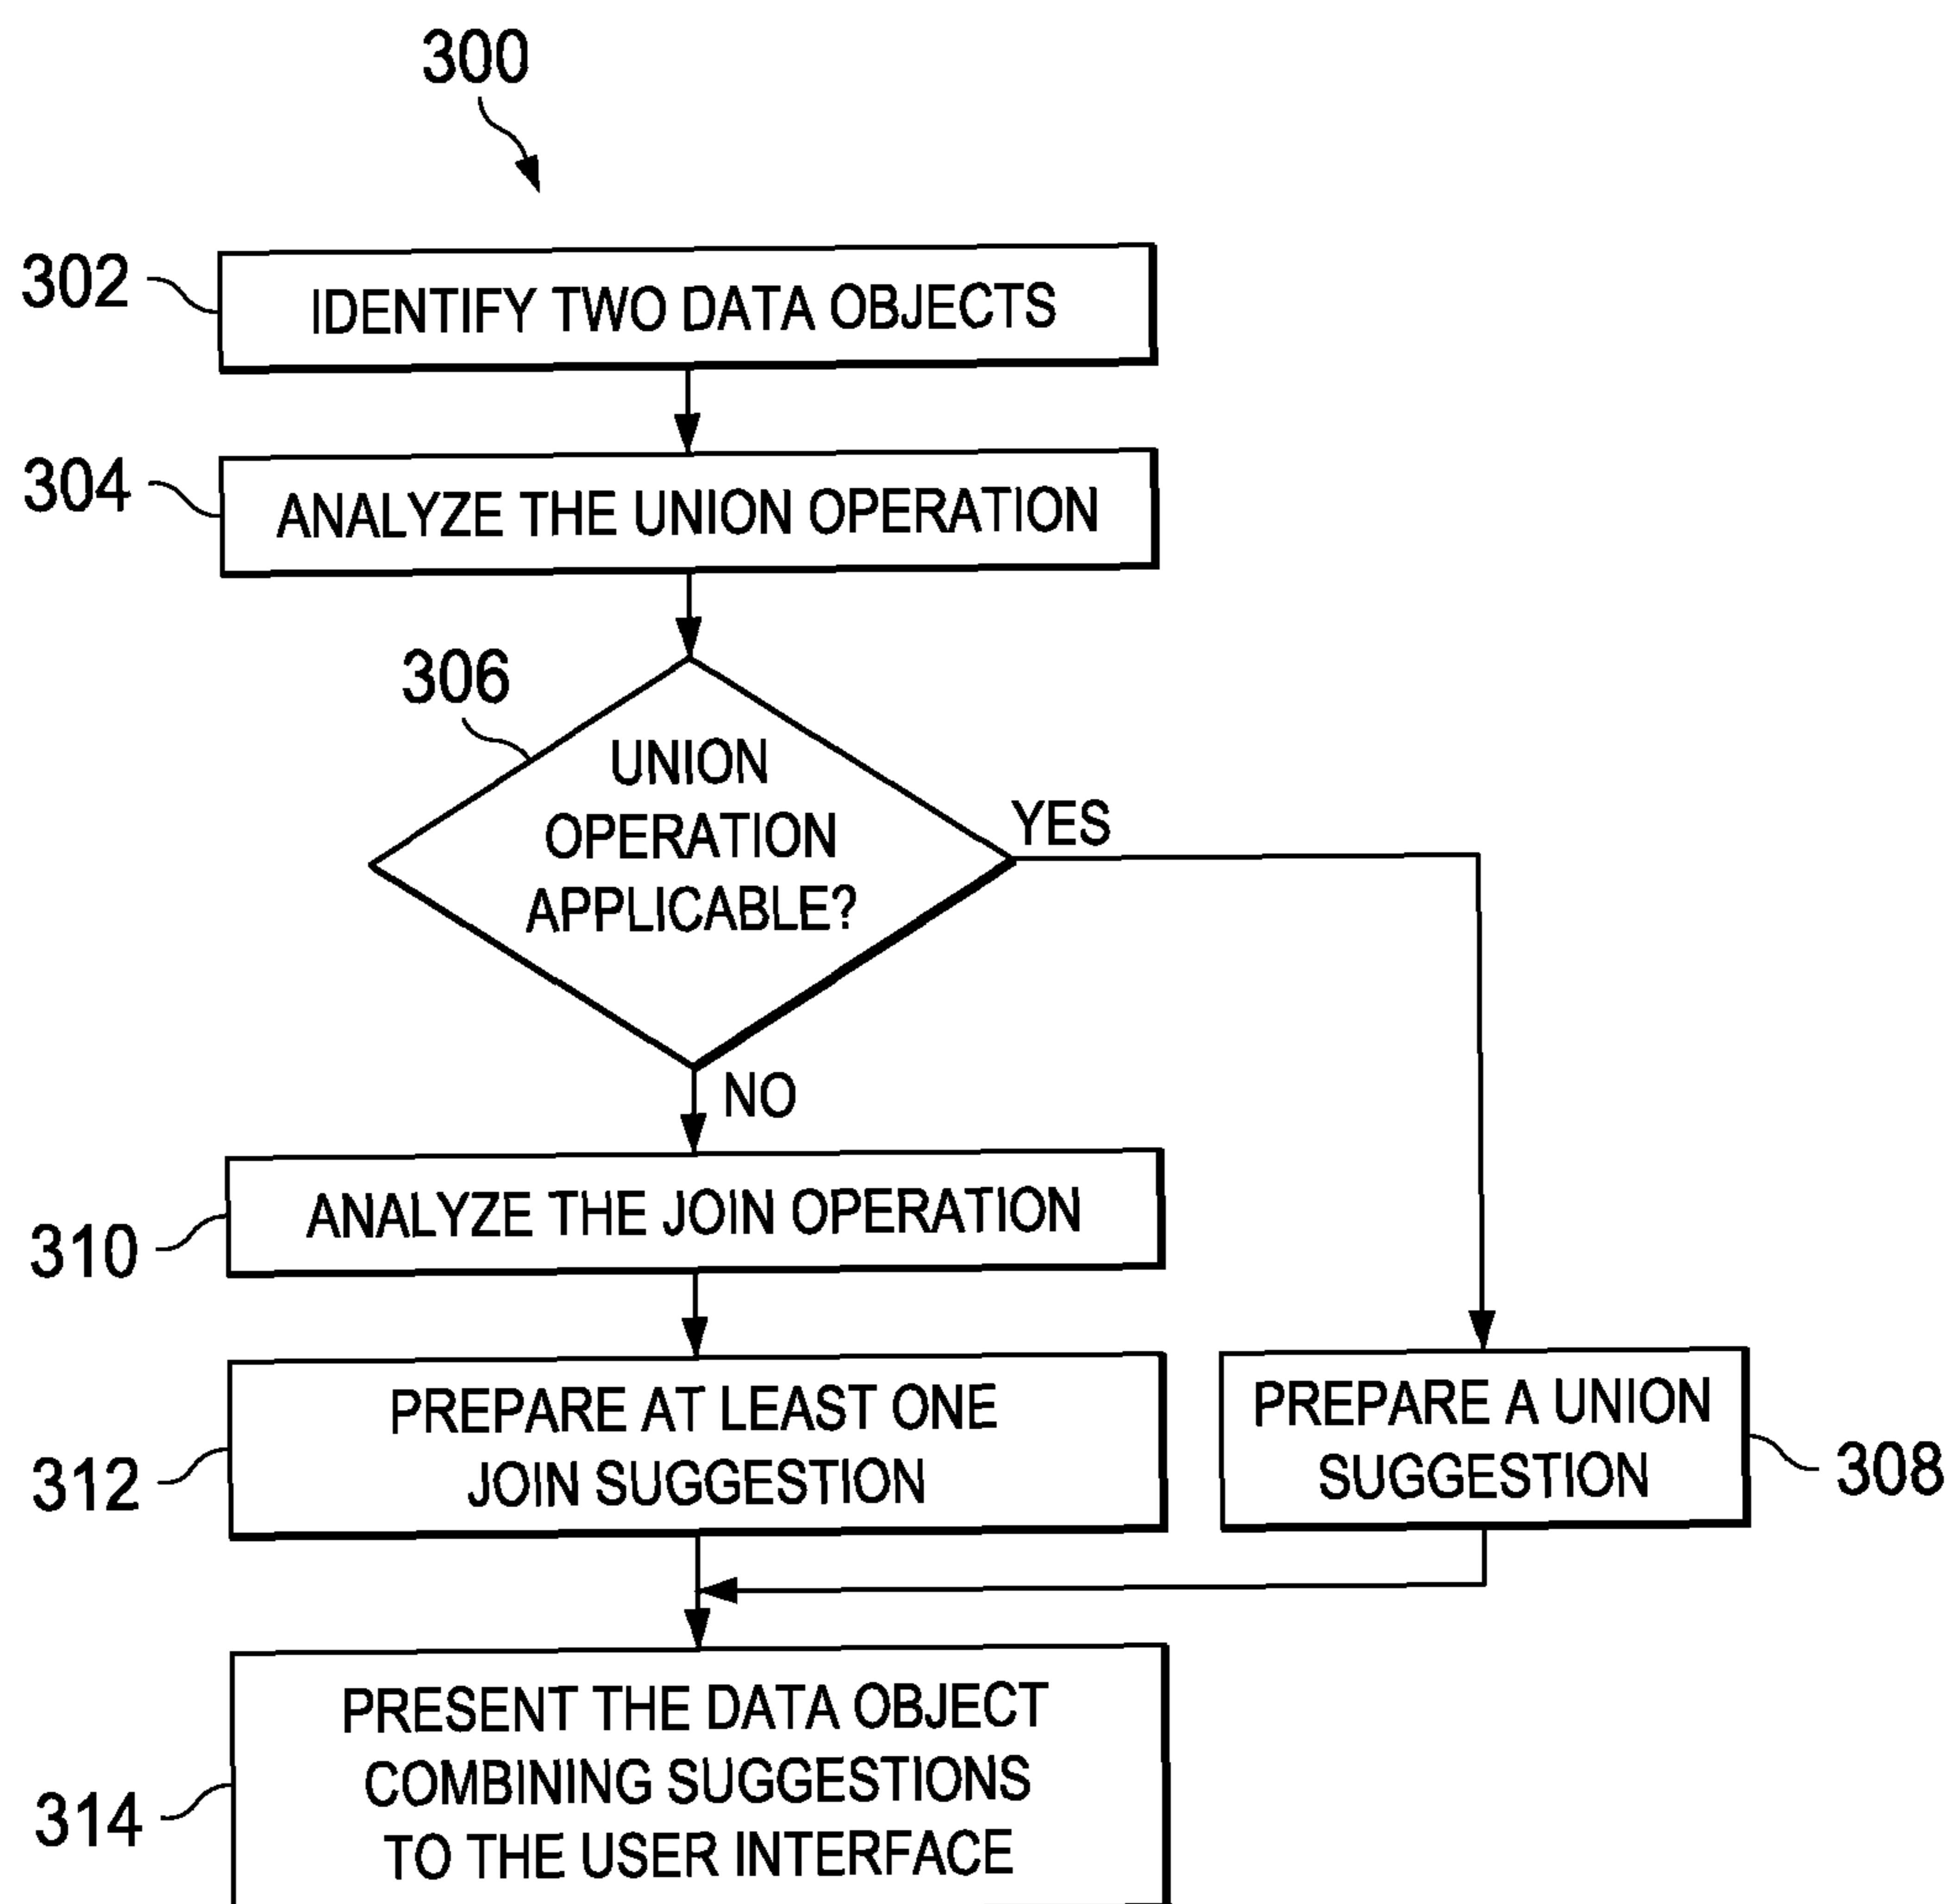 300
302
IDENTIFY TWO DATA OBJECTS
304
ANALYZE THE UNION OPERATION
306
UNION
OPERATION
APPLICABLE?
YES
NO
310
ANALYZE THE JOIN OPERATION
312
PREPARE AT LEAST ONE
JOIN SUGGESTION
PREPARE A UNION
SUGGESTION
308
314
PRESENT THE DATA OBJECT
COMBINING SUGGESTIONS
TO THE USER INTERFACE